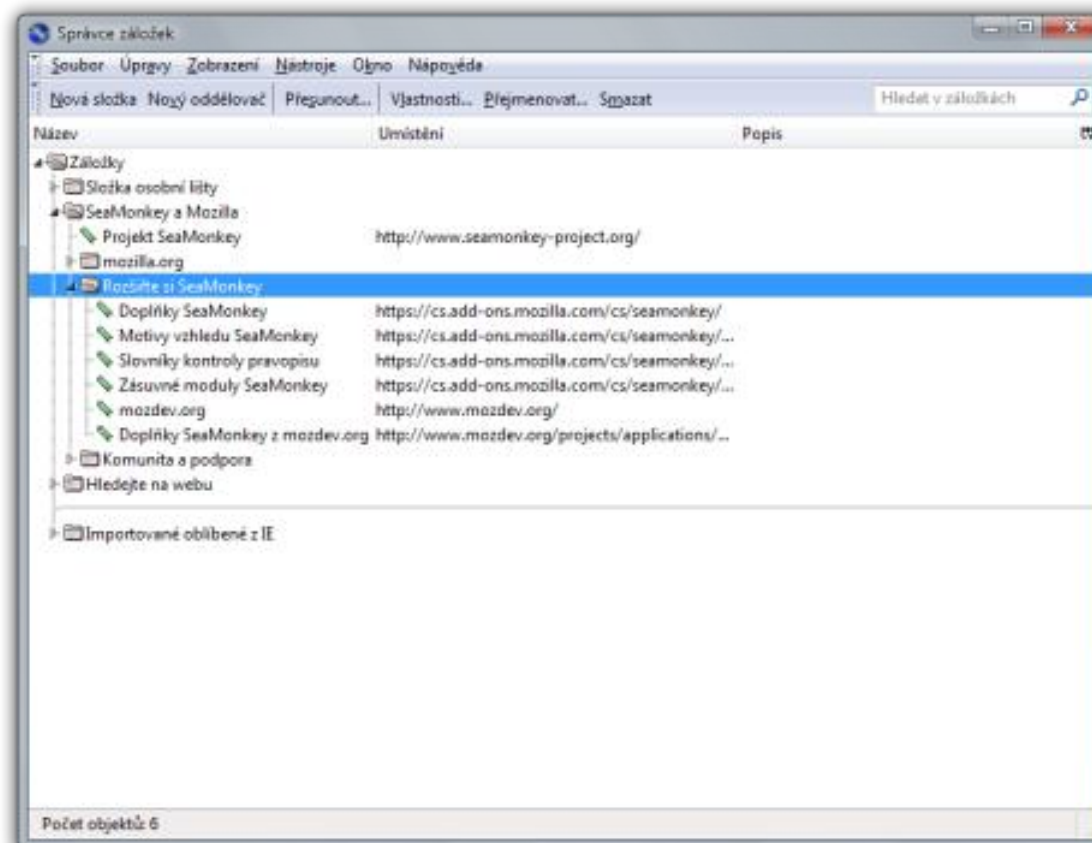 Správce záložek
Soubor Úpravy Zobrazení Nástroje Okno Nápověda
Nová složka Nový oddělovač Přesunout... Vlastnosti... Přejmenovat... Smazat Hledat v záložkách
Název Umístění Popis
Záložky
Složka osobní lišty
SeaMonkey a Mozilla
Projekt SeaMonkey http://www.seamonkey-project.org/
mozilla.org
Rozšiřte si SeaMonkey
Doplňky SeaMonkey https://cs.add-ons.mozilla.com/cs/seamonkey/
Motivy vzhledu SeaMonkey https://cs.add-ons.mozilla.com/cs/seamonkey/...
Slovníky kontroly pravopisu https://cs.add-ons.mozilla.com/cs/seamonkey/...
Zásuvné moduly SeaMonkey https://cs.add-ons.mozilla.com/cs/seamonkey/...
mozdev.org http://www.mozdev.org/
Doplňky SeaMonkey z mozdev.org http://www.mozdev.org/projects/applications/...
Komunita a podpora
Hledejte na webu
Importované oblíbené z IE
Počet objektů: 6